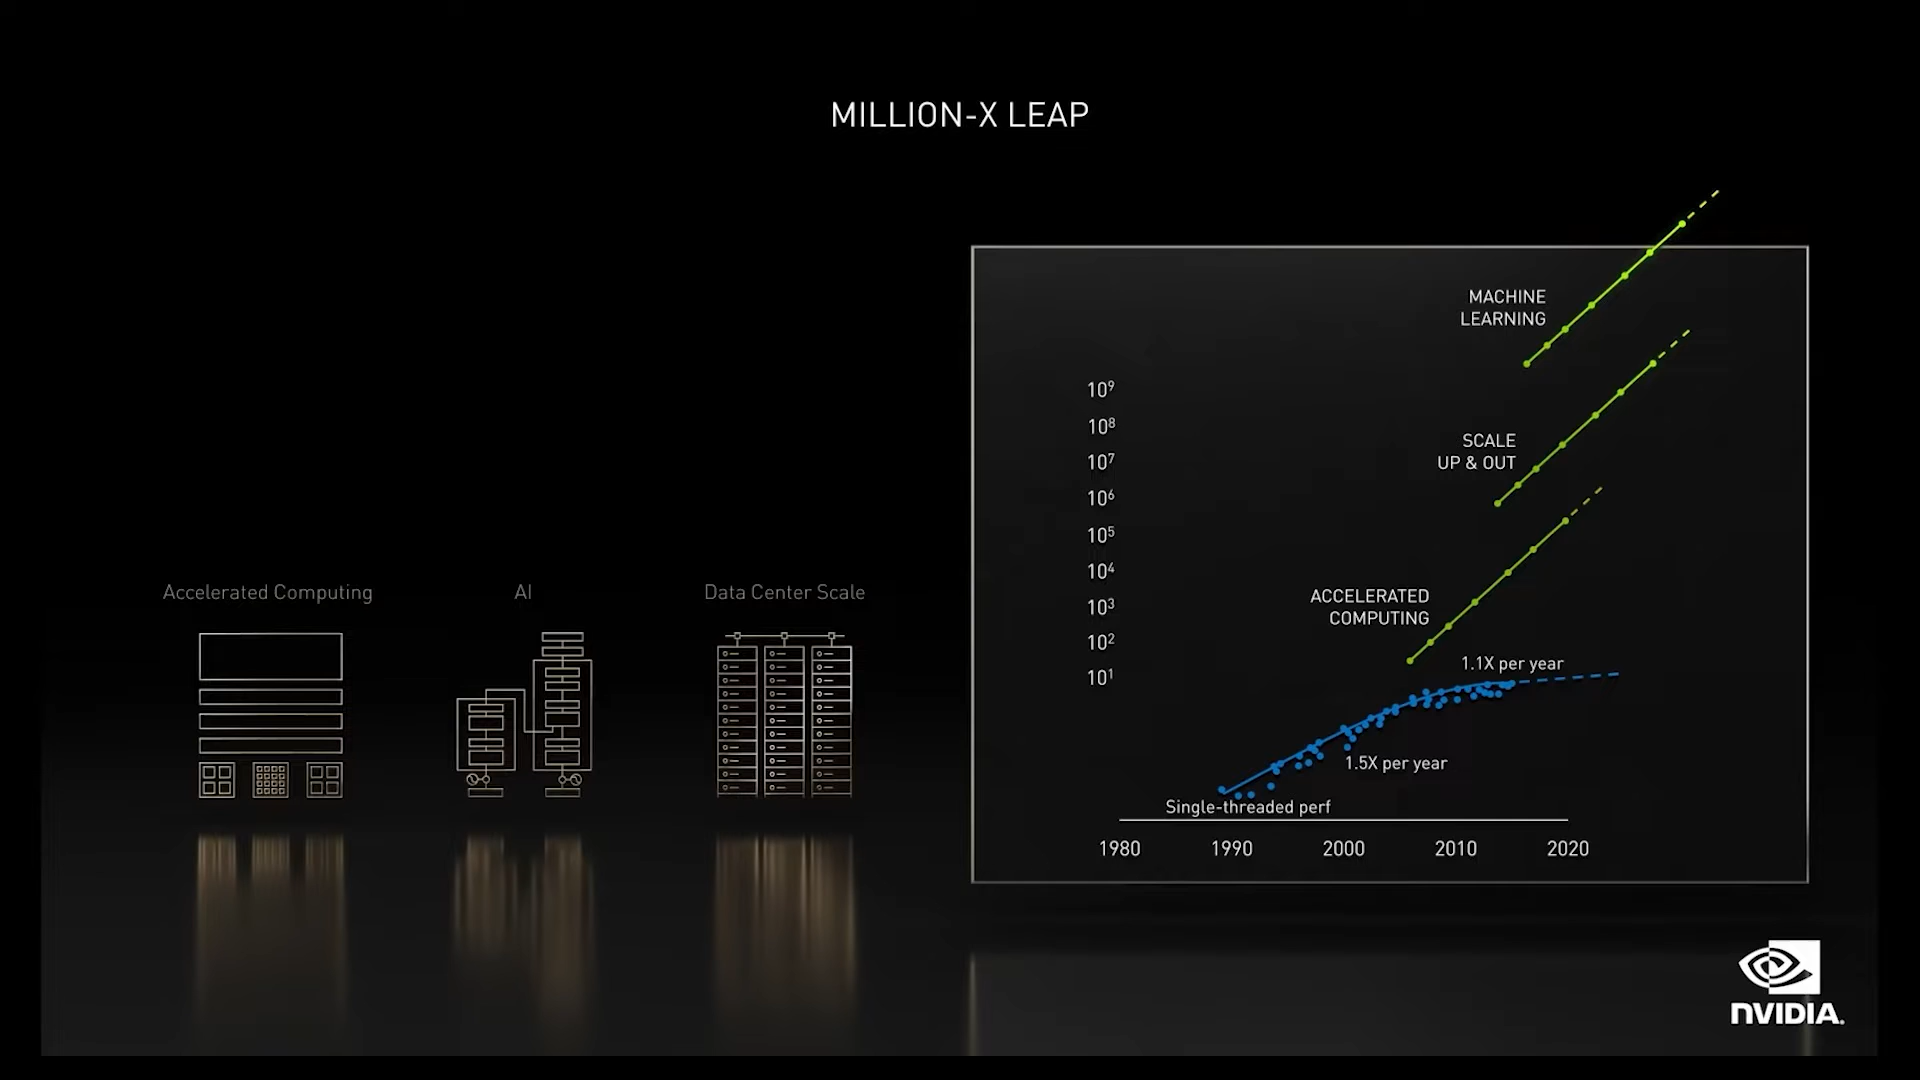 MILLION-X LEAP
Accelerated Computing
AI
Data Center Scale
MACHINE
LEARNING
SCALE
UP & OUT
ACCELERATED
COMPUTING
10⁹
10⁸
10⁷
10⁶
10⁵
10⁴
10³
10²
10¹
1.1X per year
1.5X per year
Single-threaded perf
1980 1990 2000 2010 2020
NVIDIA.